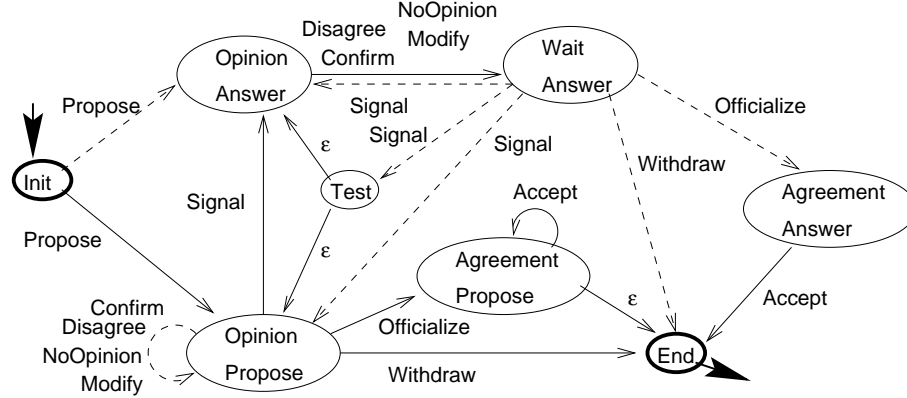 NoOpinion
Disagree
Modify
Confirm
Opinion
Answer
Wait
Answer
Propose
Signal
Signal
Signal
Officialize
Withdraw
ε
Init
Test
Accept
Signal
Agreement
Answer
Propose
ε
Agreement
Propose
ε
Accept
Confirm
Disagree
NoOpinion
Modify
Opinion
Propose
Officialize
End
Withdraw